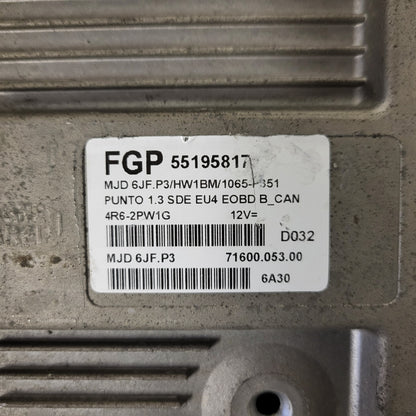 FGP 55195817
MJD 6JF.P3/HW1BM/1065-P351
PUNTO 1.3 SDE EU4 EOBD B_CAN
4R6-2PW1G 12V=
D032
MJD 6JF.P3 71600.053.00
6A30